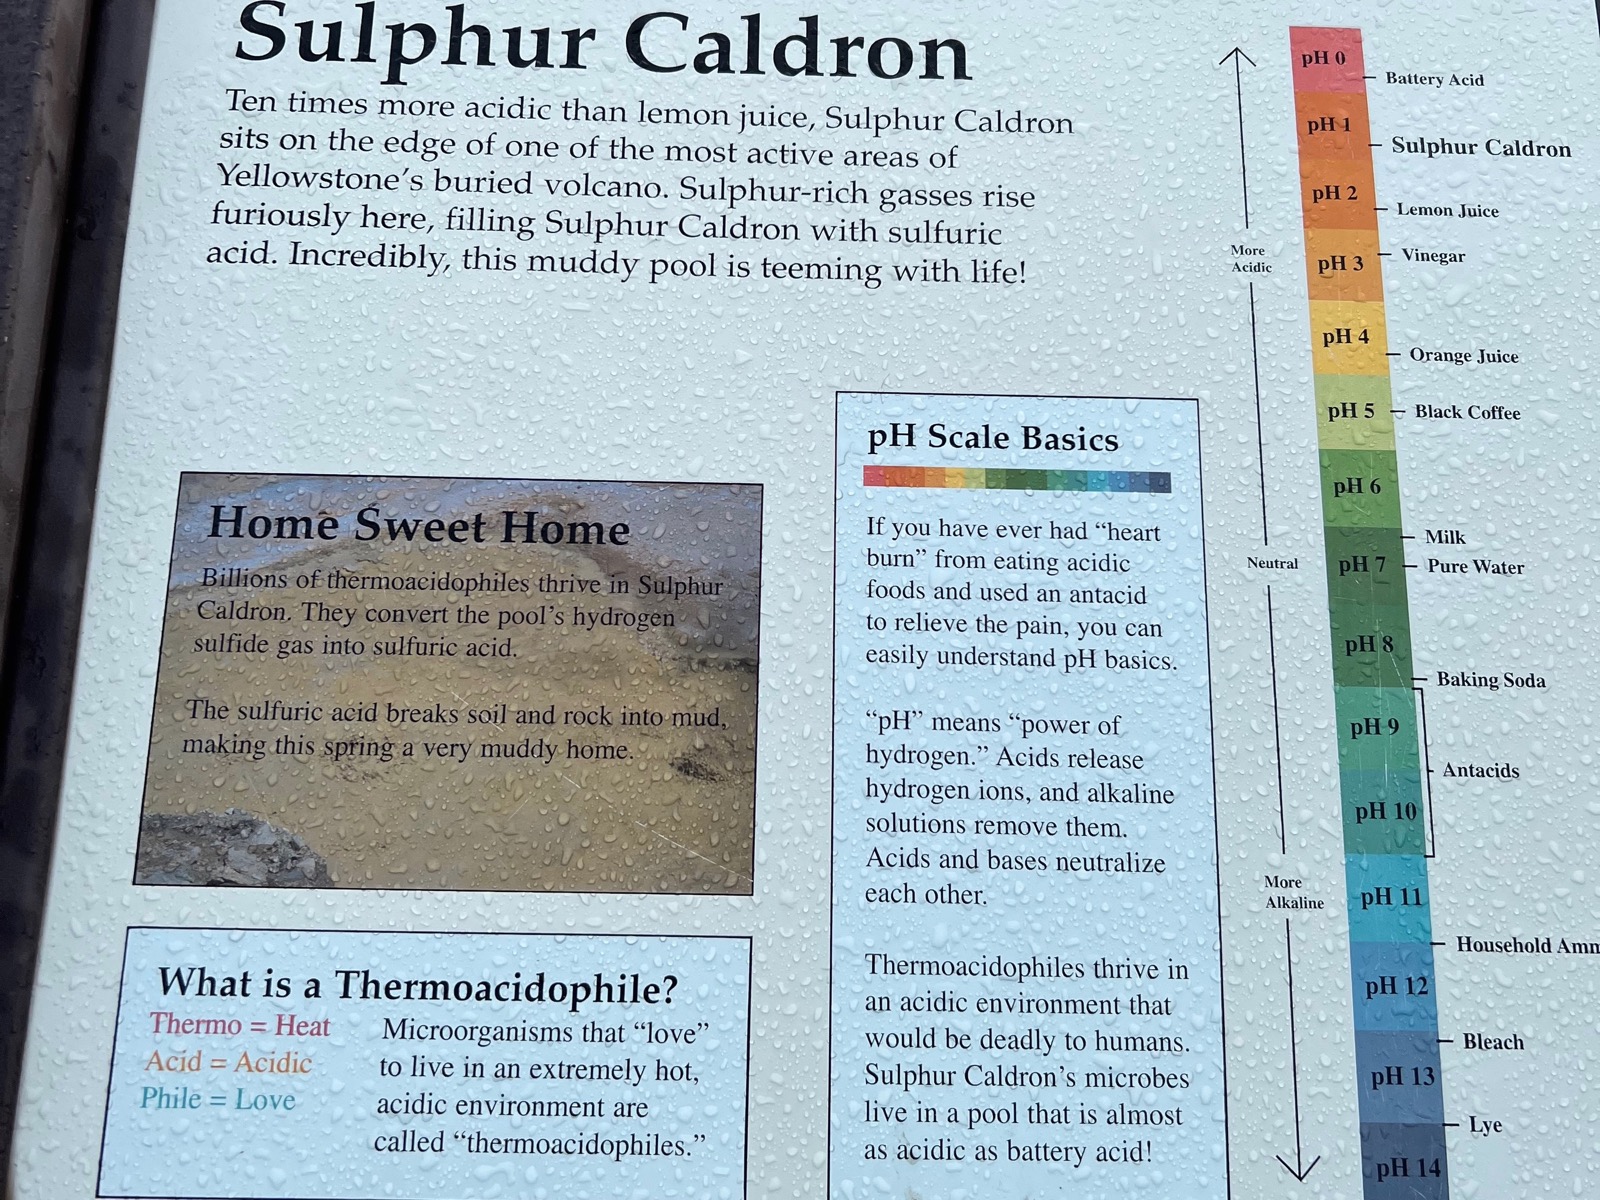 Sulphur Caldron
Ten times more acidic than lemon juice, Sulphur Caldron
sits on the edge of one of the most active areas of
Yellowstone's buried volcano. Sulphur-rich gasses rise
furiously here, filling Sulphur Caldron with sulfuric
acid. Incredibly, this muddy pool is teeming with life!
Home Sweet Home
Billions of thermoacidophiles thrive in Sulphur
Caldron. They convert the pool's hydrogen
sulfide gas into sulfuric acid.
The sulfuric acid breaks soil and rock into mud,
making this spring a very muddy home.
What is a Thermoacidophile?
Thermo = Heat
Acid = Acidic
Phile = Love
Microorganisms that “love”
to live in an extremely hot,
acidic environment are
called “thermoacidophiles.”
pH Scale Basics
If you have ever had “heart
burn” from eating acidic
foods and used an antacid
to relieve the pain, you can
easily understand pH basics.
“pH” means “power of
hydrogen.” Acids release
hydrogen ions, and alkaline
solutions remove them.
Acids and bases neutralize
each other.
Thermoacidophiles thrive in
an acidic environment that
would be deadly to humans.
Sulphur Caldron's microbes
live in a pool that is almost
as acidic as battery acid!
More
Acidic
Neutral
More
Alkaline
pH 0
Battery Acid
pH 1
Sulphur Caldron
pH 2
Lemon Juice
pH 3
Vinegar
pH 4
Orange Juice
pH 5
Black Coffee
pH 6
Milk
pH 7
Pure Water
pH 8
Baking Soda
pH 9
Antacids
pH 10
pH 11
Household
pH 12
Bleach
pH 13
Lye
pH 14